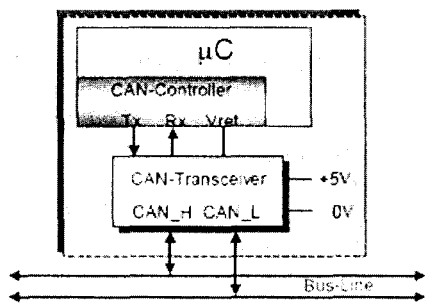 μC
CAN-Controller
Tx Rx Vref
CAN-Transceiver
+5V
CAN_H CAN_L
0V
Bus-Line